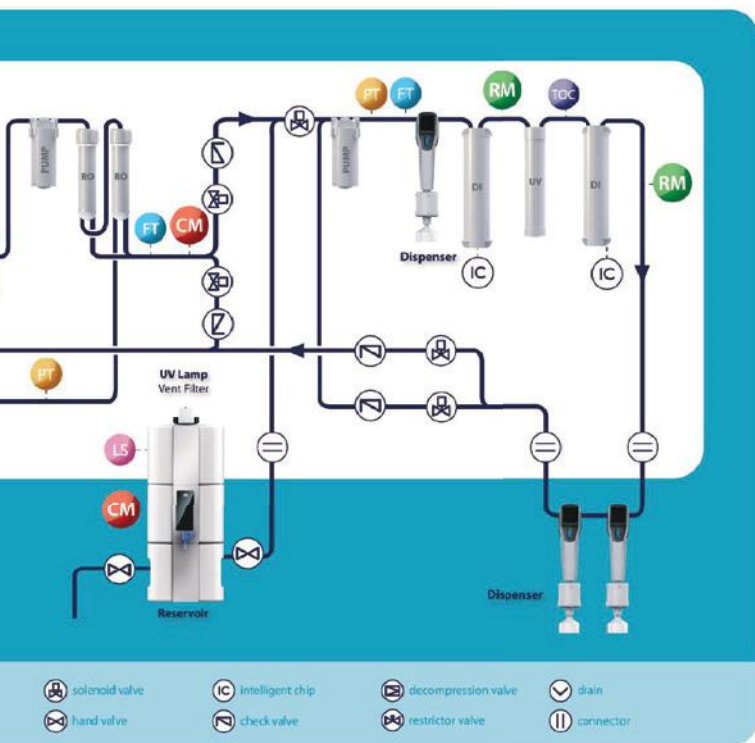 PT
FT
RM
TOC
PUMP
RO
RO
PUMP
DI
UV
DI
RM
FT
CM
Dispenser
IC
IC
PT
UV Lamp
Vent Filter
LS
CM
Reservoir
Dispenser
solenoid valve
IC intelligent chip
decompression valve
drain
hand valve
check valve
restrictor valve
connector